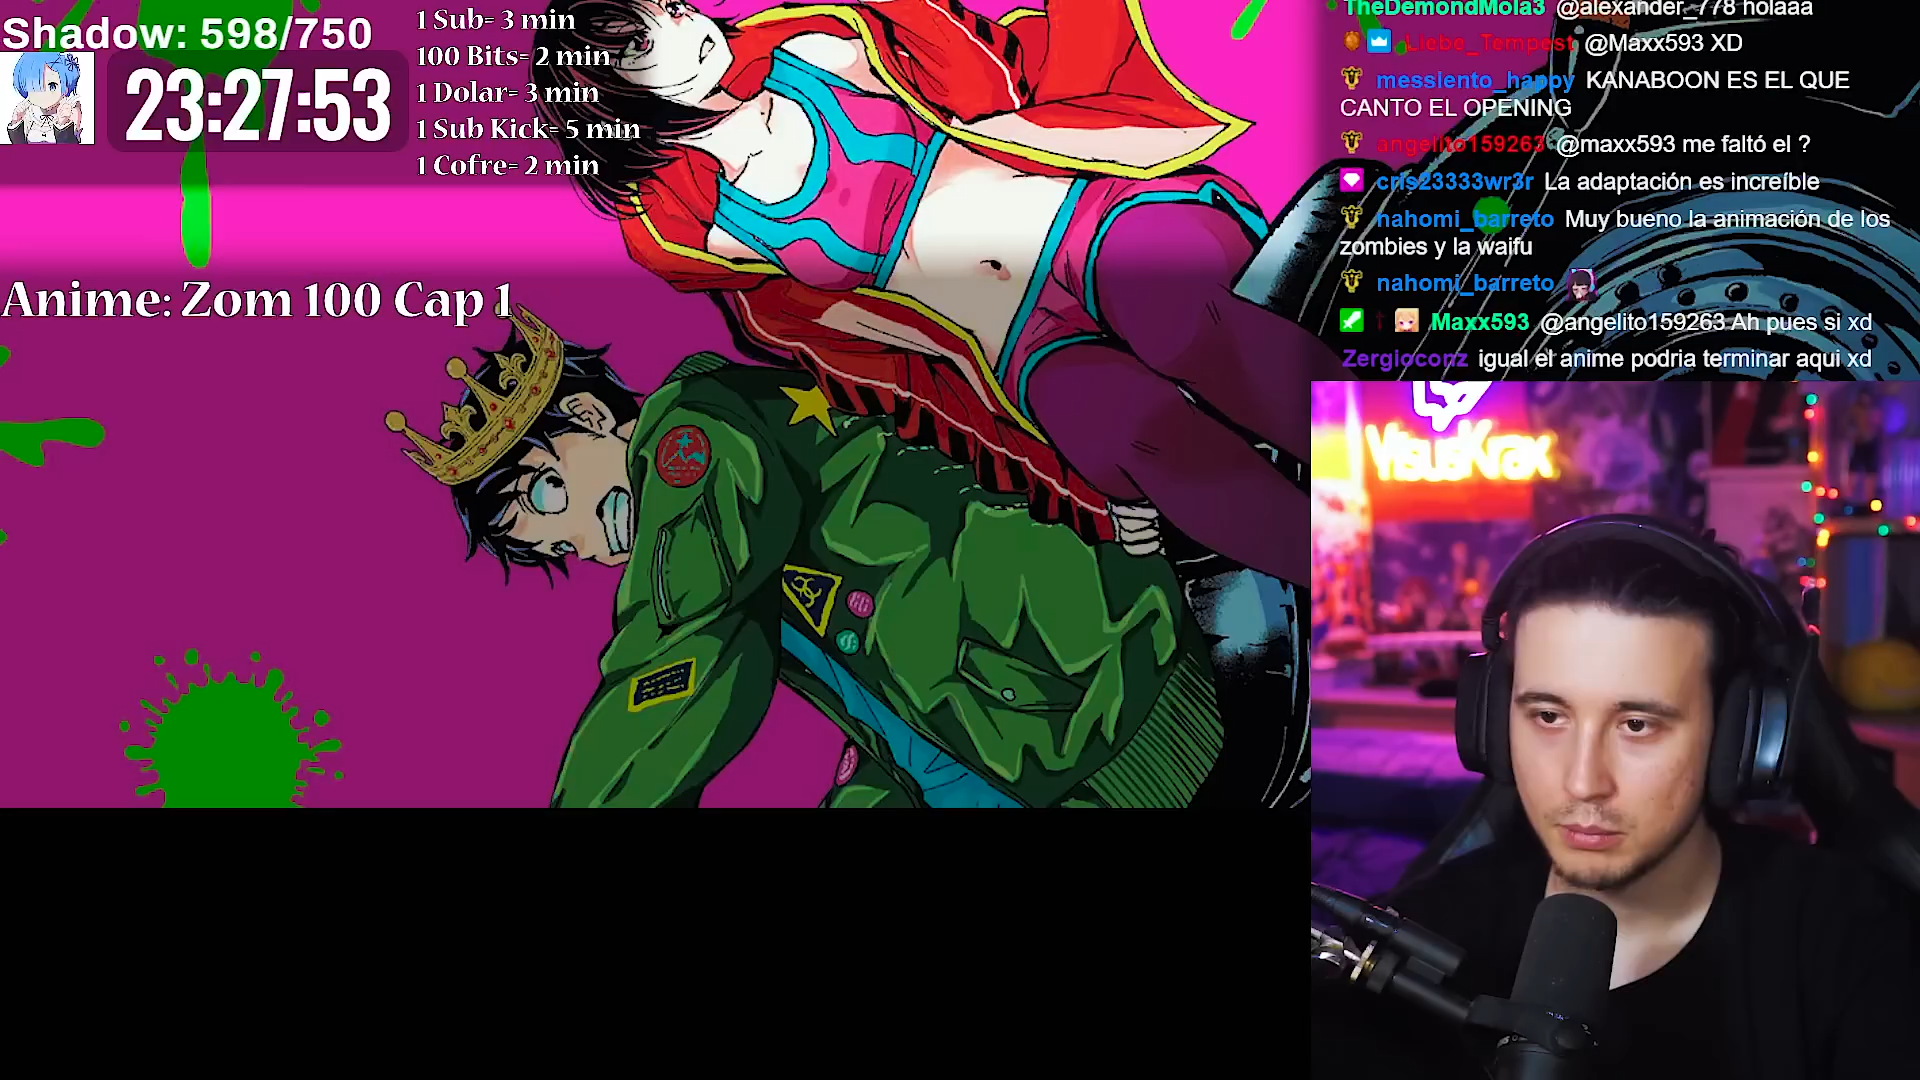 Shadow: 598/750
23:27:53
1 Sub= 3 min
100 Bits= 2 min
1 Dolar= 3 min
1 Sub Kick= 5 min
1 Cofre= 2 min
Anime: Zom 100 Cap 1
TheDemondMola3 @alexander_778 holaaa
Liebe_Tempest @Maxx593 XD
messiento_happy KANABOON ES EL QUE
CANTO EL OPENING
angelito159263 @maxx593 me faltó el ?
cris23333wr3r La adaptación es increíble
nahomi_barreto Muy bueno la animación de los
zombies y la waifu
nahomi_barreto
Maxx593 @angelito159263 Ah pues si xd
Zergioconz igual el anime podria terminar aqui xd
VisusKrax